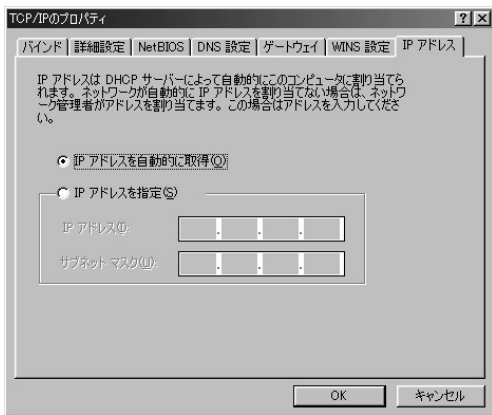 TCP/IPのプロパティ
バインド 詳細設定 NetBIOS DNS 設定 ゲートウェイ WINS 設定 IP アドレス
IP アドレスは DHCP サーバーによって自動的にこのコンピュータに割り当てら
れます。ネットワークが自動的に IP アドレスを割り当てない場合は、ネットワ
ーク管理者がアドレスを割り当てます。この場合はアドレスを入力してくださ
い。
IP アドレスを自動的に取得(O)
IP アドレスを指定(S)
IP アドレス(I):
サブネット マスク(U):
OK キャンセル